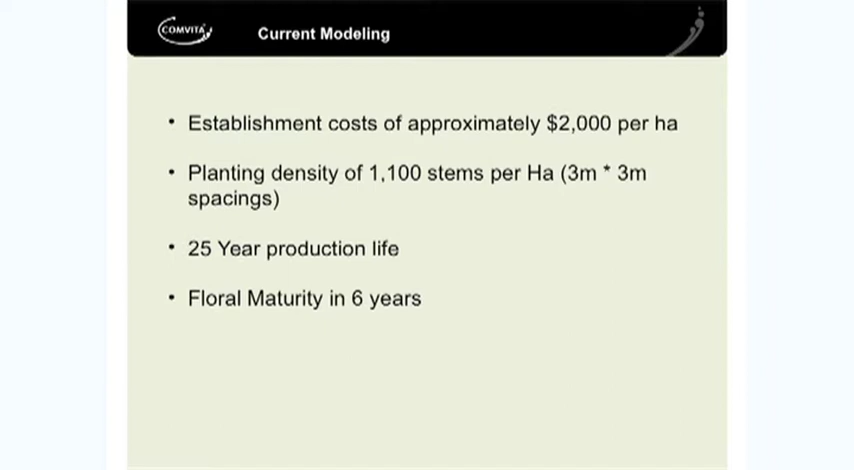 COMVITA
Current Modeling
• Establishment costs of approximately $2,000 per ha
• Planting density of 1,100 stems per Ha (3m * 3m
spacings)
• 25 Year production life
• Floral Maturity in 6 years